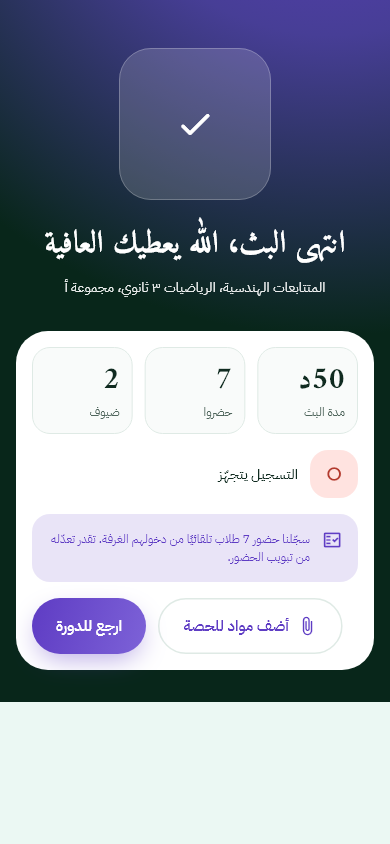 انتهى البث، الله يعطيك العافية
المتتابعات الهندسية، الرياضيات ٣ ثانوي، مجموعة أ
50د
مدة البث
7
حضروا
2
ضيوف
التسجيل يتجهّز
سجّلنا حضور 7 طلاب تلقائيًا من دخولهم الغرفة. تقدر تعدّله
من تبويب الحضور.
أضف مواد للحصة
ارجع للدورة